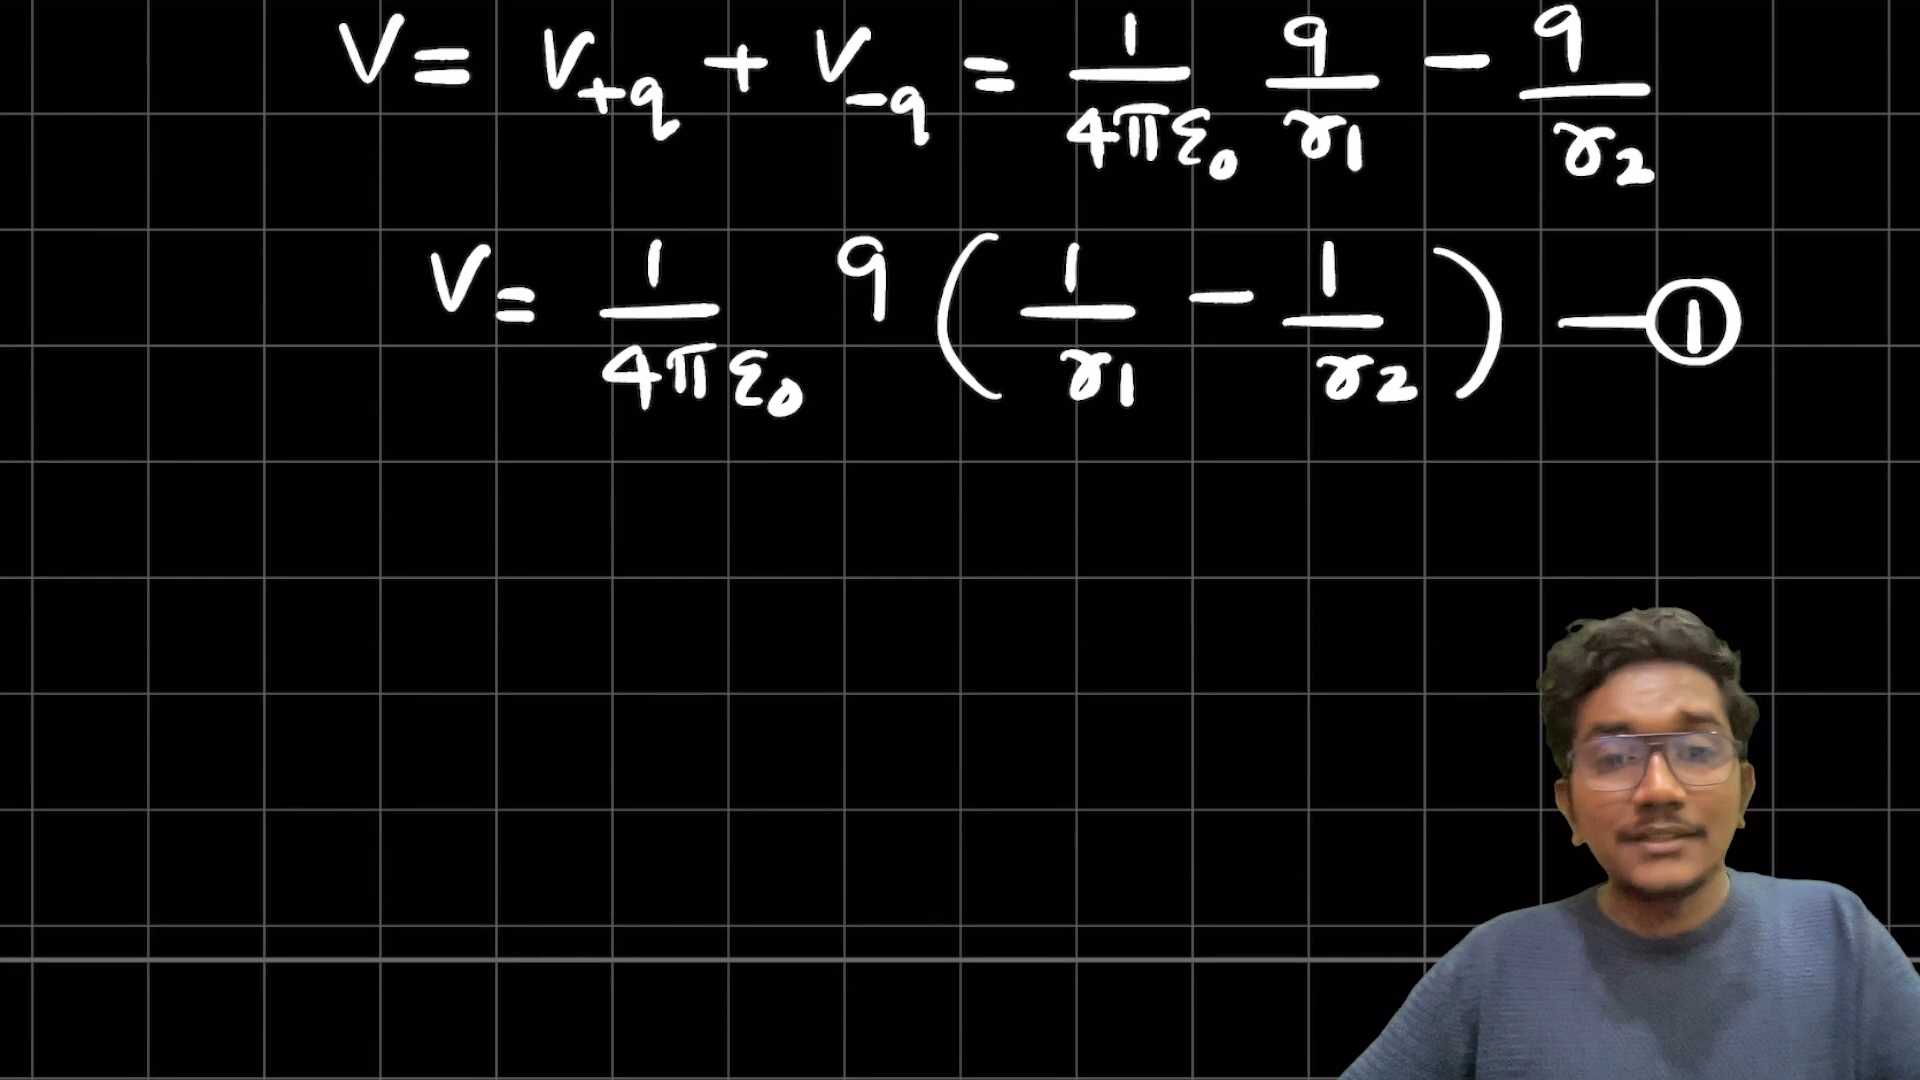 V = V₊q + V₋q = 1/4πε₀ q/r₁ − q/r₂
V = 1/4πε₀ q (1/r₁ − 1/r₂) — ①